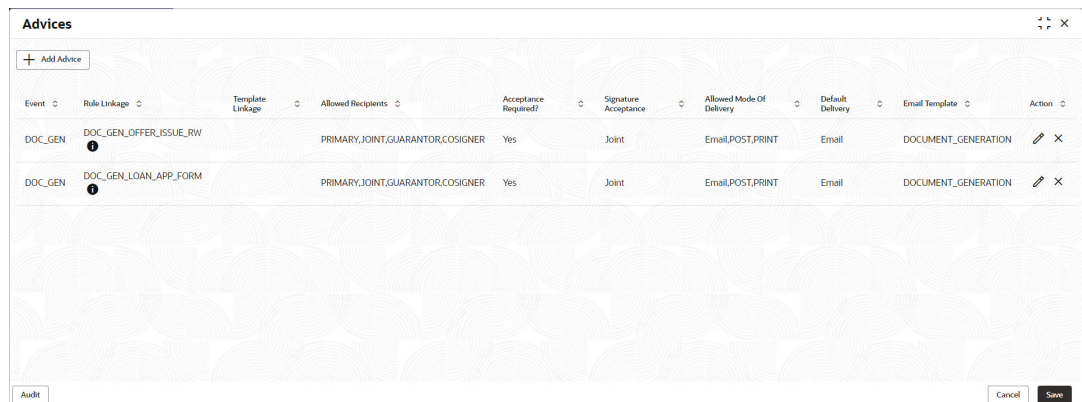 Advices
Add Advice
Event Rule Linkage Template Linkage Allowed Recipients Acceptance Required? Signature Acceptance Allowed Mode Of Delivery Default Delivery Email Template Action
DOC_GEN DOC_GEN_OFFER_ISSUE_RW PRIMARY,JOINT,GUARANTOR,COSIGNER Yes Joint Email,POST,PRINT Email DOCUMENT_GENERATION
DOC_GEN DOC_GEN_LOAN_APP_FORM PRIMARY,JOINT,GUARANTOR,COSIGNER Yes Joint Email,POST,PRINT Email DOCUMENT_GENERATION
Audit Cancel Save